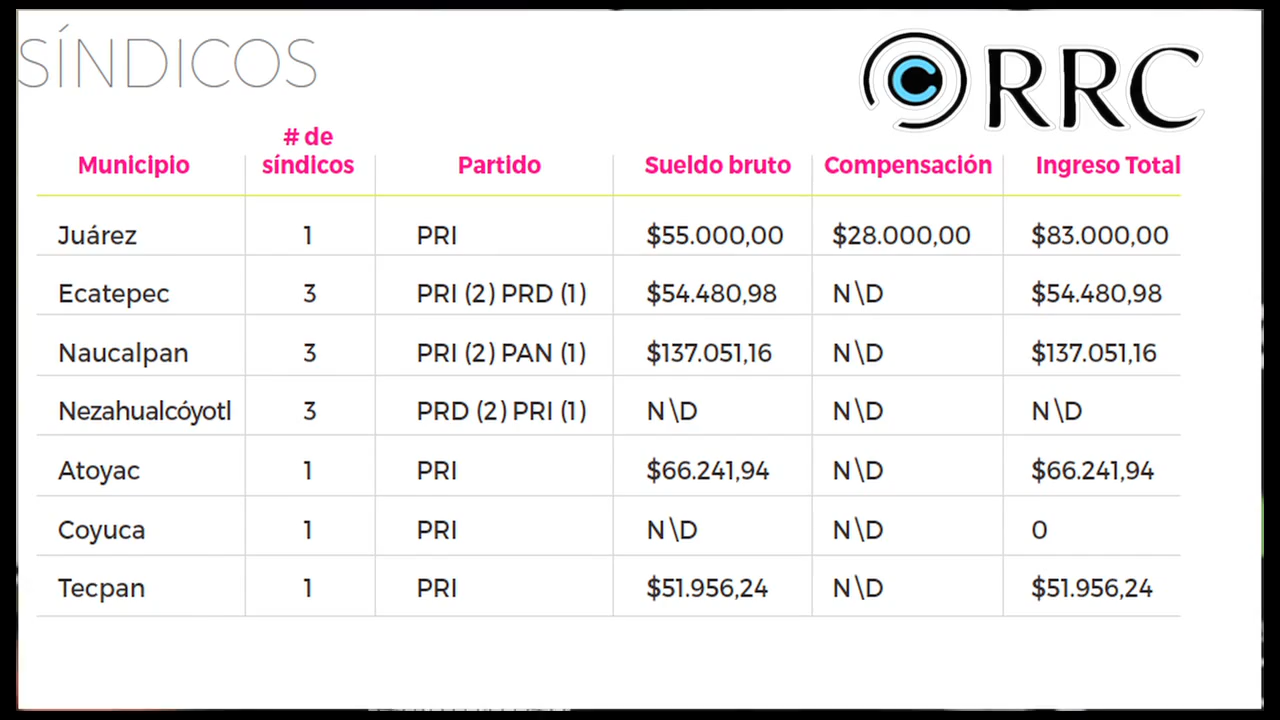 SÍNDICOS
RRC
Municipio # de síndicos Partido Sueldo bruto Compensación Ingreso Total
Juárez 1 PRI $55.000,00 $28.000,00 $83.000,00
Ecatepec 3 PRI (2) PRD (1) $54.480,98 N\D $54.480,98
Naucalpan 3 PRI (2) PAN (1) $137.051,16 N\D $137.051,16
Nezahualcóyotl 3 PRD (2) PRI (1) N\D N\D N\D
Atoyac 1 PRI $66.241,94 N\D $66.241,94
Coyuca 1 PRI N\D N\D 0
Tecpan 1 PRI $51.956,24 N\D $51.956,24